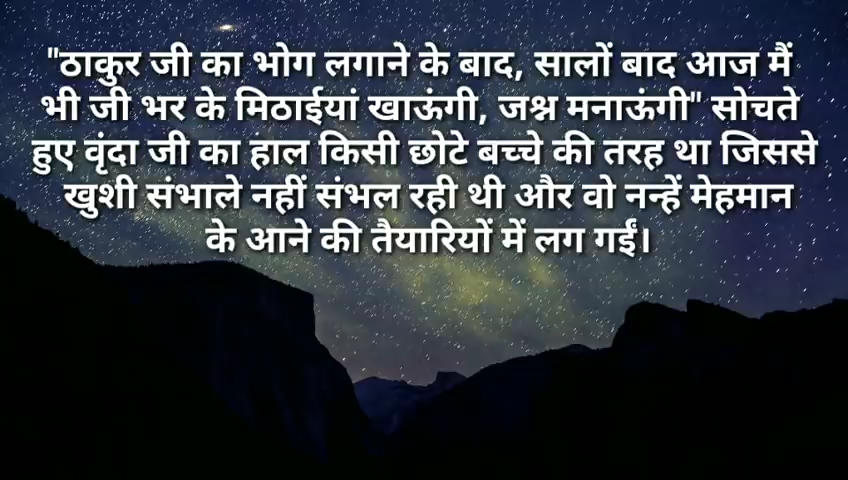 "ठाकुर जी का भोग लगाने के बाद, सालों बाद आज मैं
भी जी भर के मिठाईयां खाऊंगी, जश्न मनाऊंगी" सोचते
हुए वृंदा जी का हाल किसी छोटे बच्चे की तरह था जिससे
खुशी संभाले नहीं संभल रही थी और वो नन्हें मेहमान
के आने की तैयारियों में लग गईं।